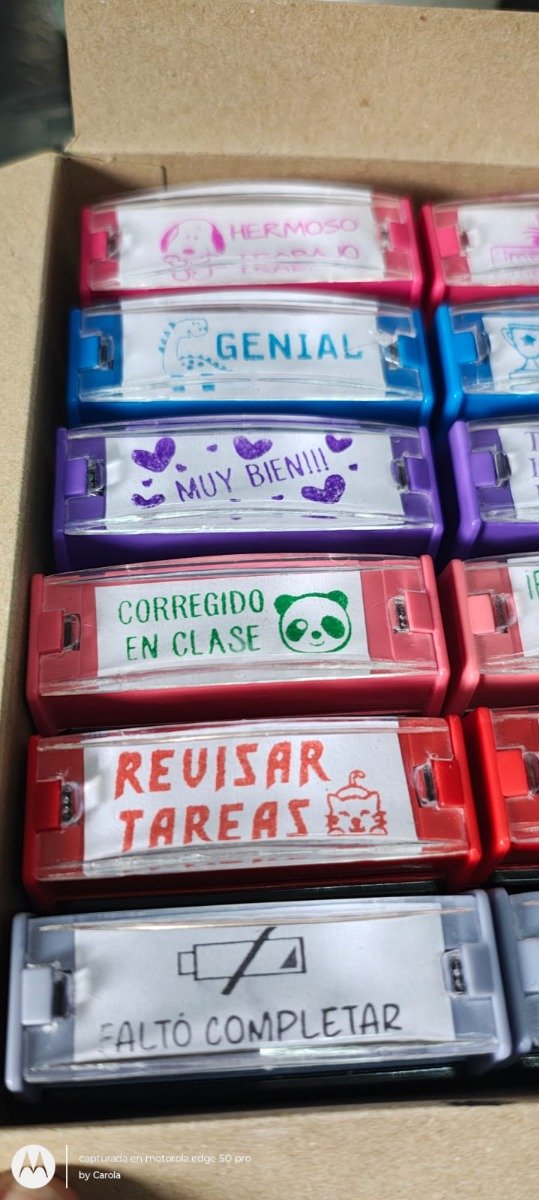 HERMOSO
TRABAJO
GENIAL
MUY BIEN!!!
CORREGIDO
EN CLASE
REVISAR
TAREAS
FALTÓ COMPLETAR
capturada en motorola edge 50 pro
by Carola